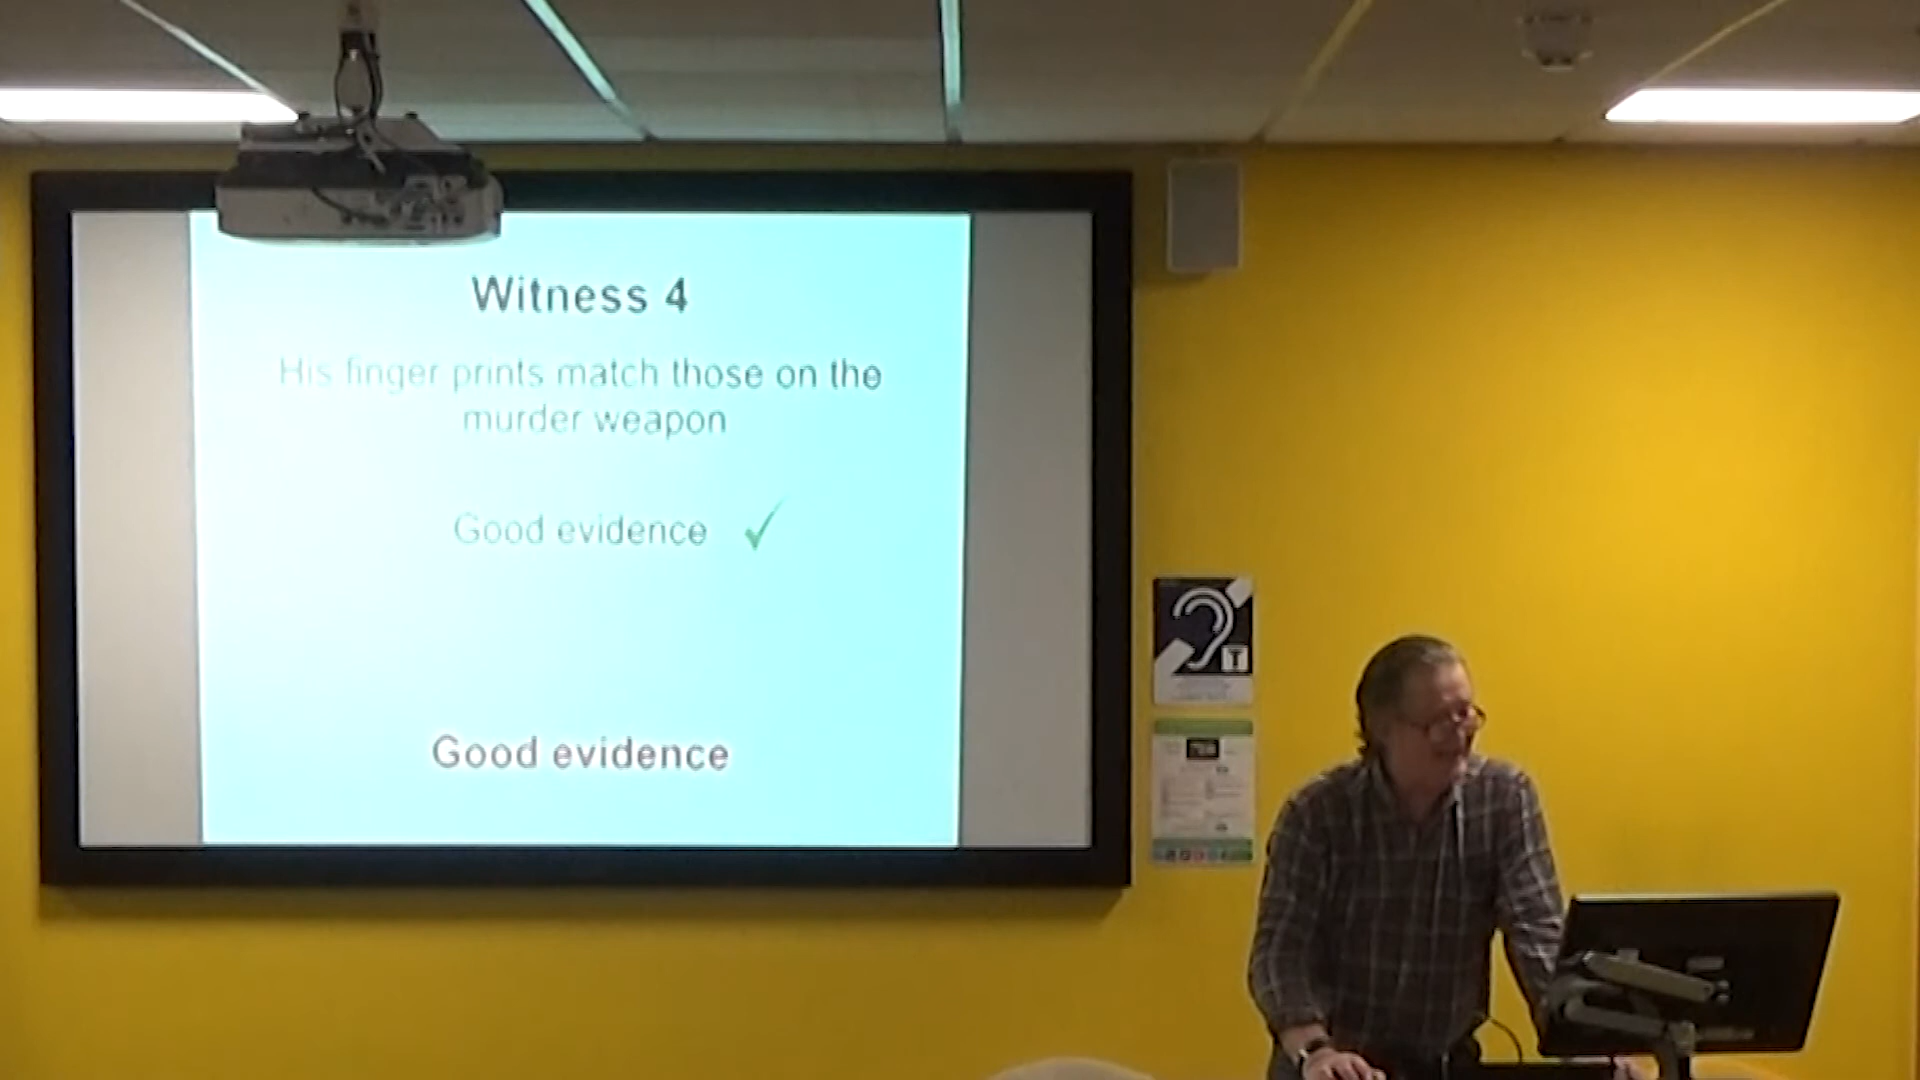 Witness 4
His finger prints match those on the
murder weapon
Good evidence ✓
Good evidence
T